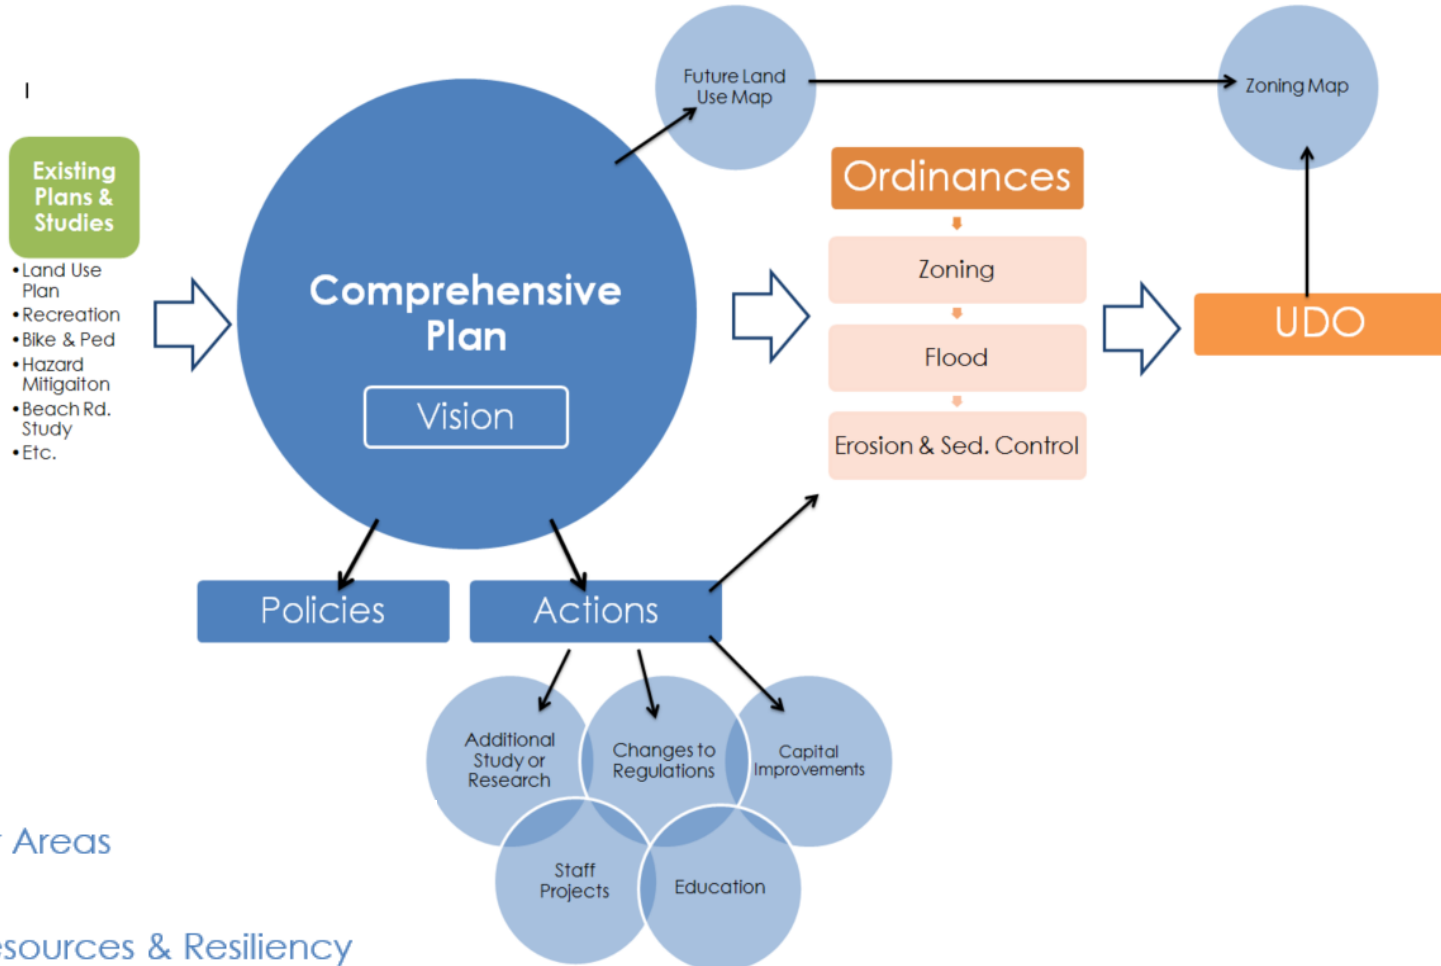 I
Existing
Plans &
Studies
•Land Use
Plan
•Recreation
•Bike & Ped
•Hazard
Mitigaiton
•Beach Rd.
Study
•Etc.
Comprehensive
Plan
Vision
Future Land
Use Map
Zoning Map
Ordinances
Zoning
Flood
Erosion & Sed. Control
UDO
Policies
Actions
Additional
Study or
Research
Changes to
Regulations
Capital
Improvements
Staff
Projects
Education
Areas
esources & Resiliency